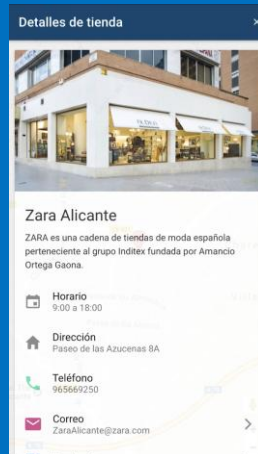 Detalles de tienda
Zara Alicante
ZARA es una cadena de tiendas de moda española
perteneciente al grupo Inditex fundada por Amancio
Ortega Gaona.
Horario
9:00 a 18:00
Dirección
Paseo de las Azucenas 8A
Teléfono
965669250
Correo
ZaraAlicante@zara.com